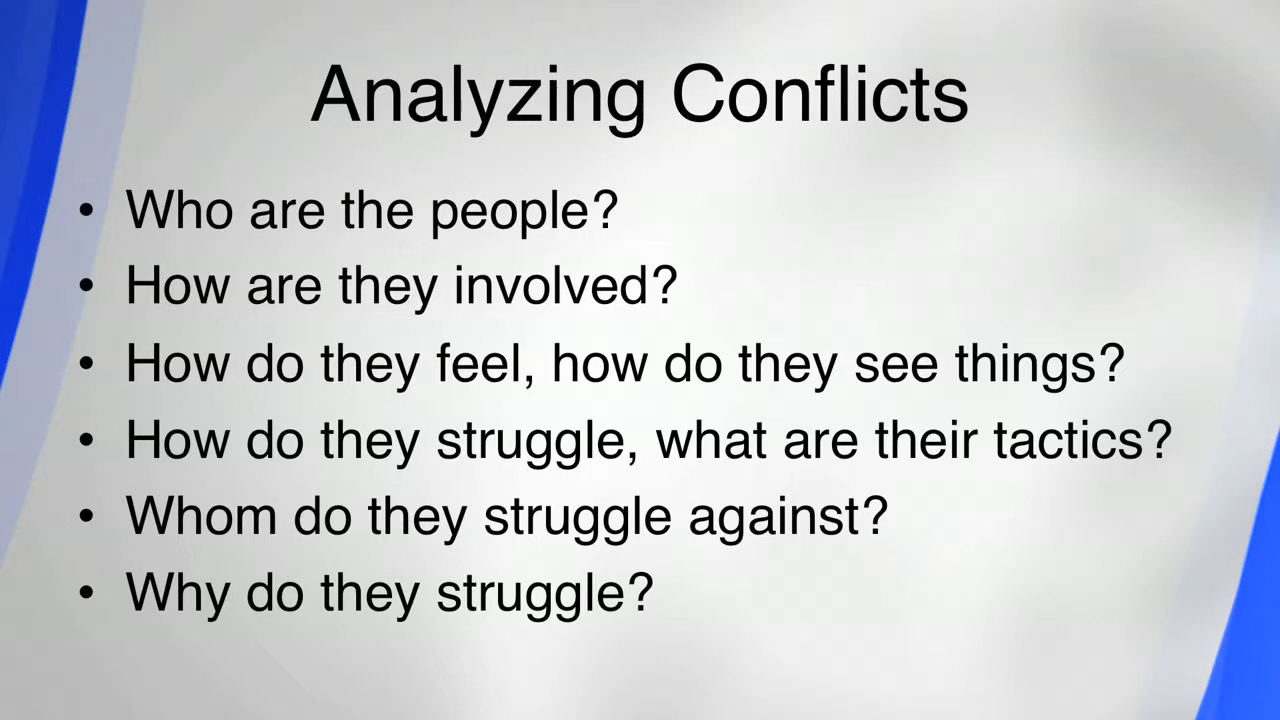 Analyzing Conflicts
• Who are the people?
• How are they involved?
• How do they feel, how do they see things?
• How do they struggle, what are their tactics?
• Whom do they struggle against?
• Why do they struggle?